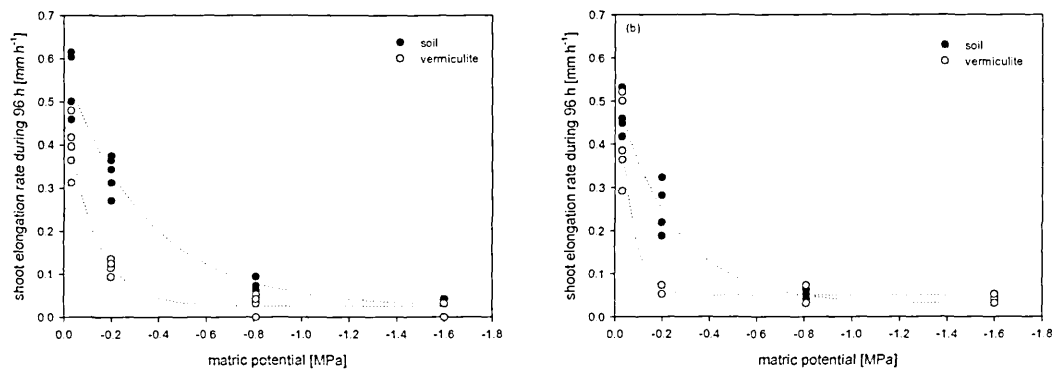 0.7
0.6
0.5
0.4
0.3
0.2
0.1
0.0
shoot elongation rate during 96 h [mm h⁻¹]
soil
vermiculite
0.0 -0.2 -0.4 -0.6 -0.8 -1.0 -1.2 -1.4 -1.6 -1.8
matric potential [MPa]
0.7
0.6
0.5
0.4
0.3
0.2
0.1
0.0
shoot elongation rate during 96 h [mm h⁻¹]
(b)
soil
vermiculite
0.0 -0.2 -0.4 -0.6 -0.8 -1.0 -1.2 -1.4 -1.6 -1.8
matric potential [MPa]